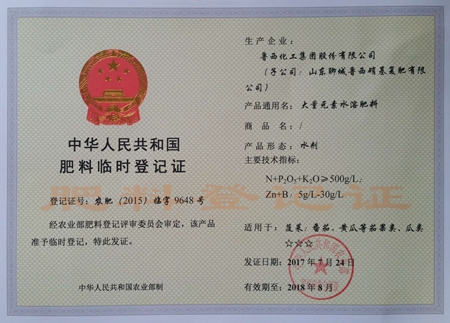 中华人民共和国
肥料临时登记证
登记证号：农肥（2015）临字9648号
经农业部肥料登记评审委员会审定，该产
品准予临时登记，特此发证。
中华人民共和国农业部制
生产企业：
鲁西化工集团股份有限公司
（子公司：山东聊城鲁西硝基复肥有限
公司）
产品通用名：大量元素水溶肥料
商 品 名：/
产品形态：水剂
主要技术指标：
N+P₂O₅+K₂O≥500g/L；
Zn+B 5g/L-30g/L
肥料登记证
适用于：蔬菜：番茄、黄瓜等茄果类、瓜类
☆☆☆
发证日期：2017年7月24日
有效期至：2018年8月